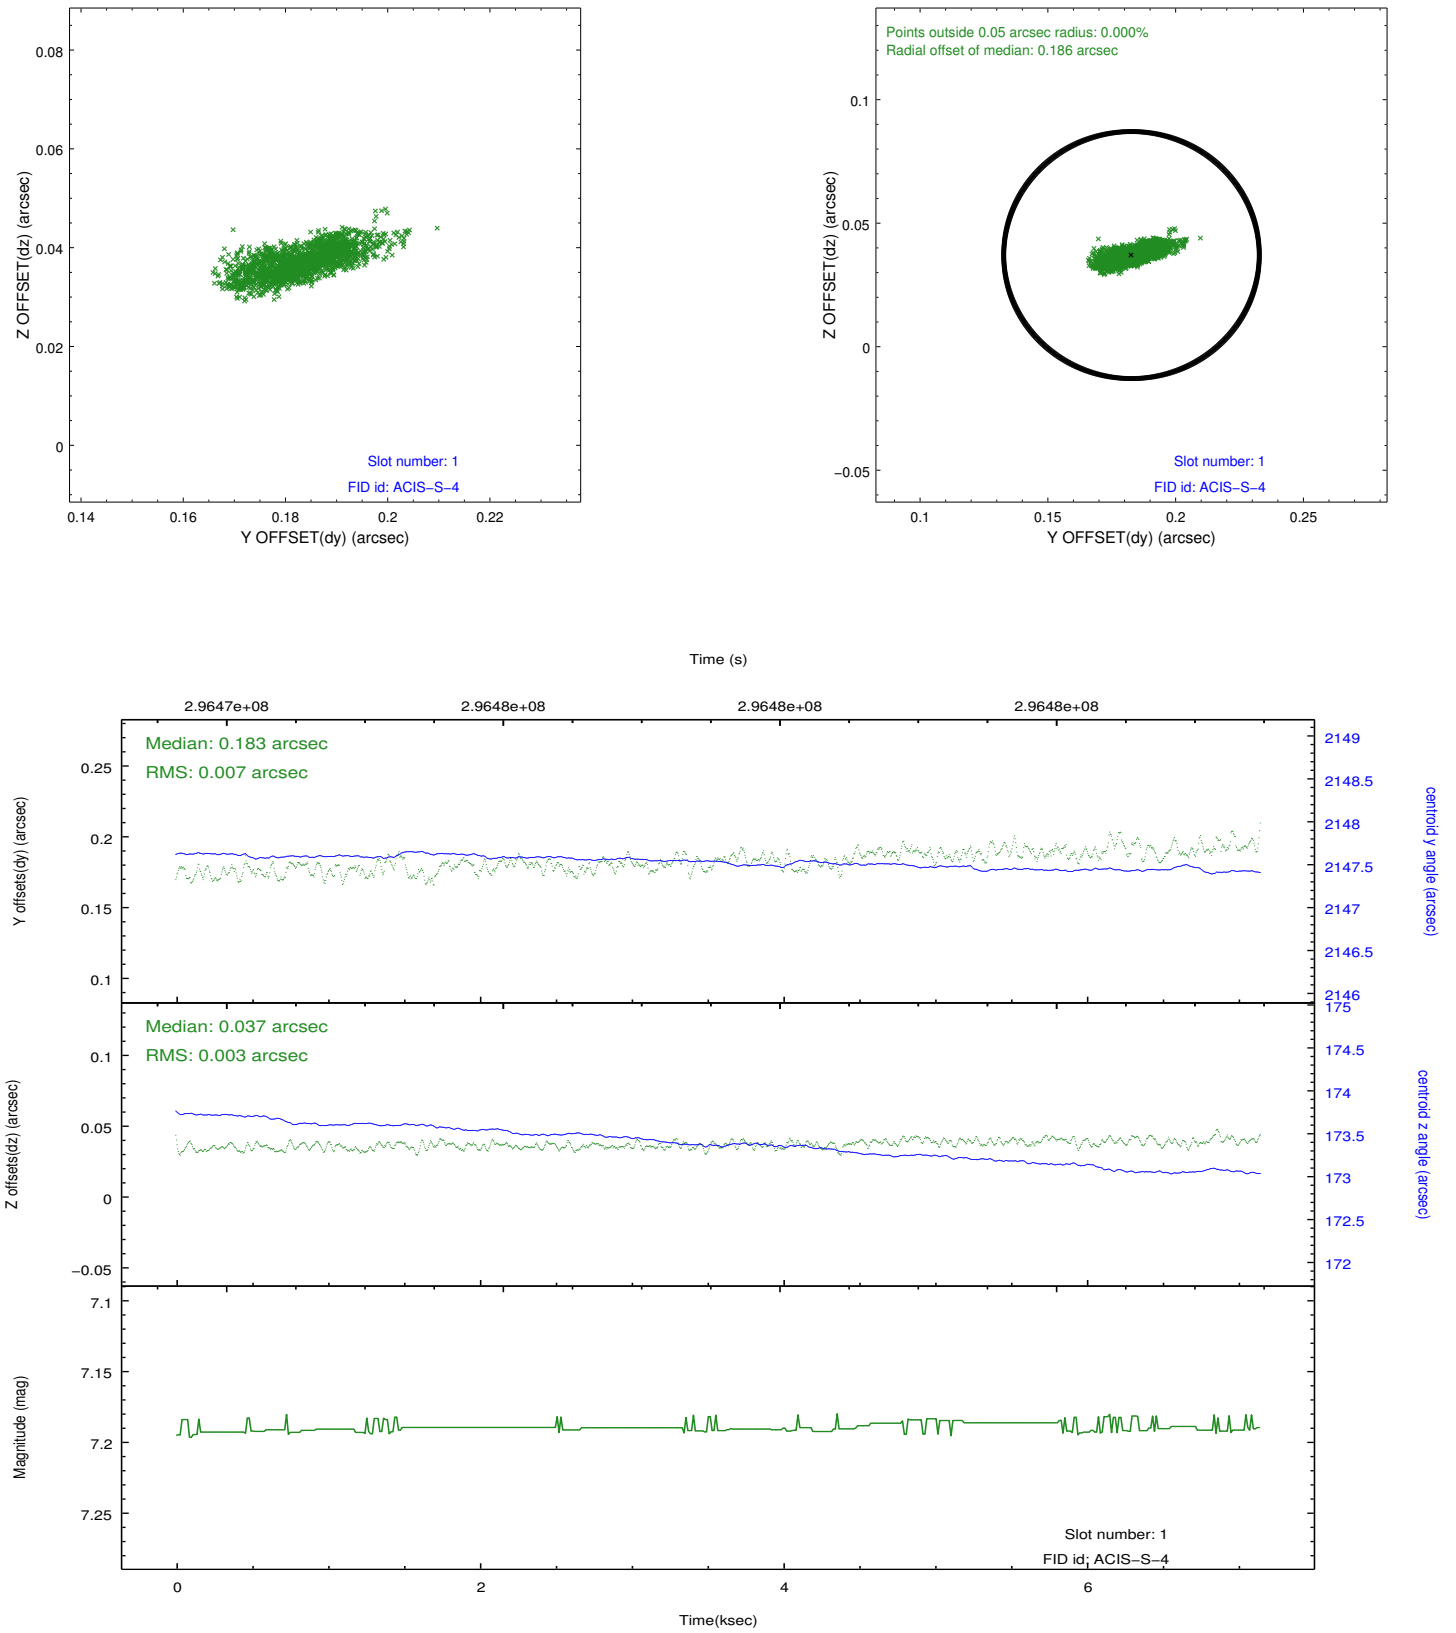 0.08
0.06
0.04
0.02
0
Z OFFSET(dz) (arcsec)
Slot number: 1
FID id: ACIS−S−4
0.14 0.16 0.18 0.2 0.22
Y OFFSET(dy) (arcsec)
Points outside 0.05 arcsec radius: 0.000%
Radial offset of median: 0.186 arcsec
0.1
0.05
0
−0.05
Z OFFSET(dz) (arcsec)
Slot number: 1
FID id: ACIS−S−4
0.1 0.15 0.2 0.25
Y OFFSET(dy) (arcsec)
Time (s)
2.9647e+08 2.9648e+08 2.9648e+08 2.9648e+08
Median: 0.183 arcsec
RMS: 0.007 arcsec
0.25
0.2
0.15
0.1
Y offsets(dy) (arcsec)
2149
2148.5
2148
2147.5
2147
2146.5
2146
centroid y angle (arcsec)
Median: 0.037 arcsec
RMS: 0.003 arcsec
0.1
0.05
0
−0.05
Z offsets(dz) (arcsec)
175
174.5
174
173.5
173
172.5
172
centroid z angle (arcsec)
7.1
7.15
7.2
7.25
Magnitude (mag)
Slot number: 1
FID id: ACIS−S−4
0 2 4 6
Time(ksec)